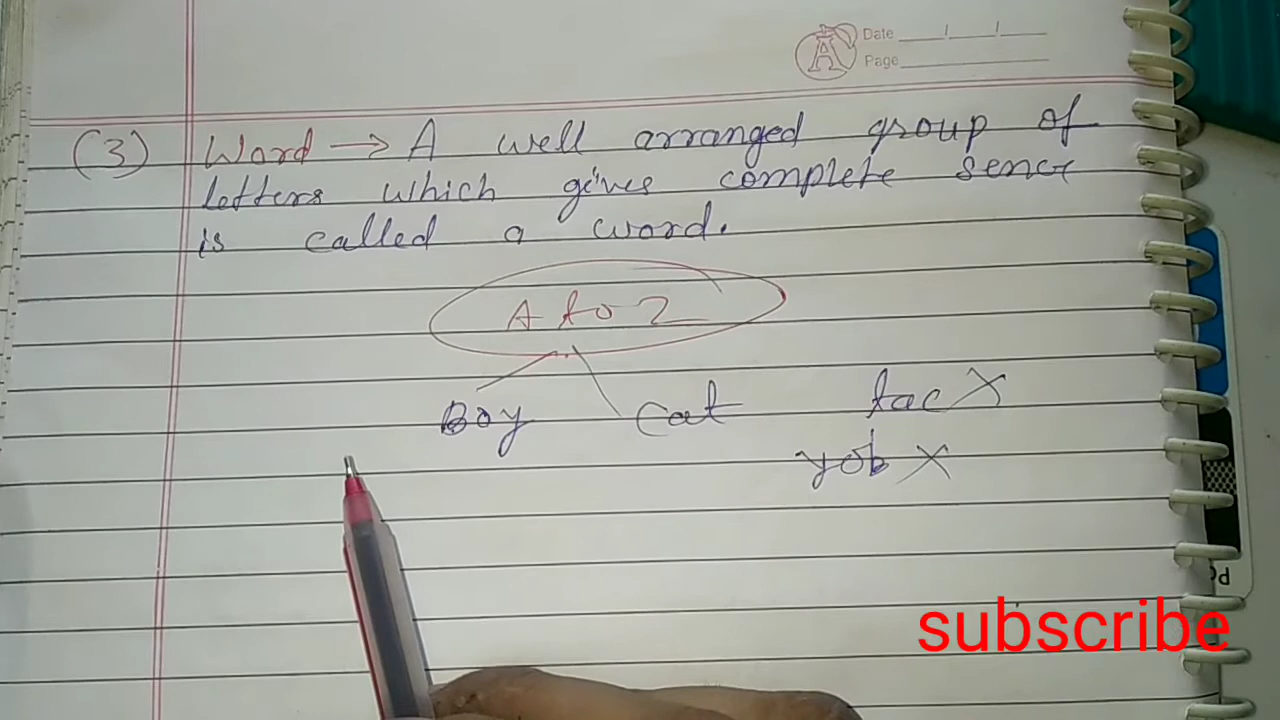 Date / /
Page
(3) Word → A well arranged group of
letters which gives complete sence
is called a word.
A to Z
Boy Cat tac X
yob X
subscribe